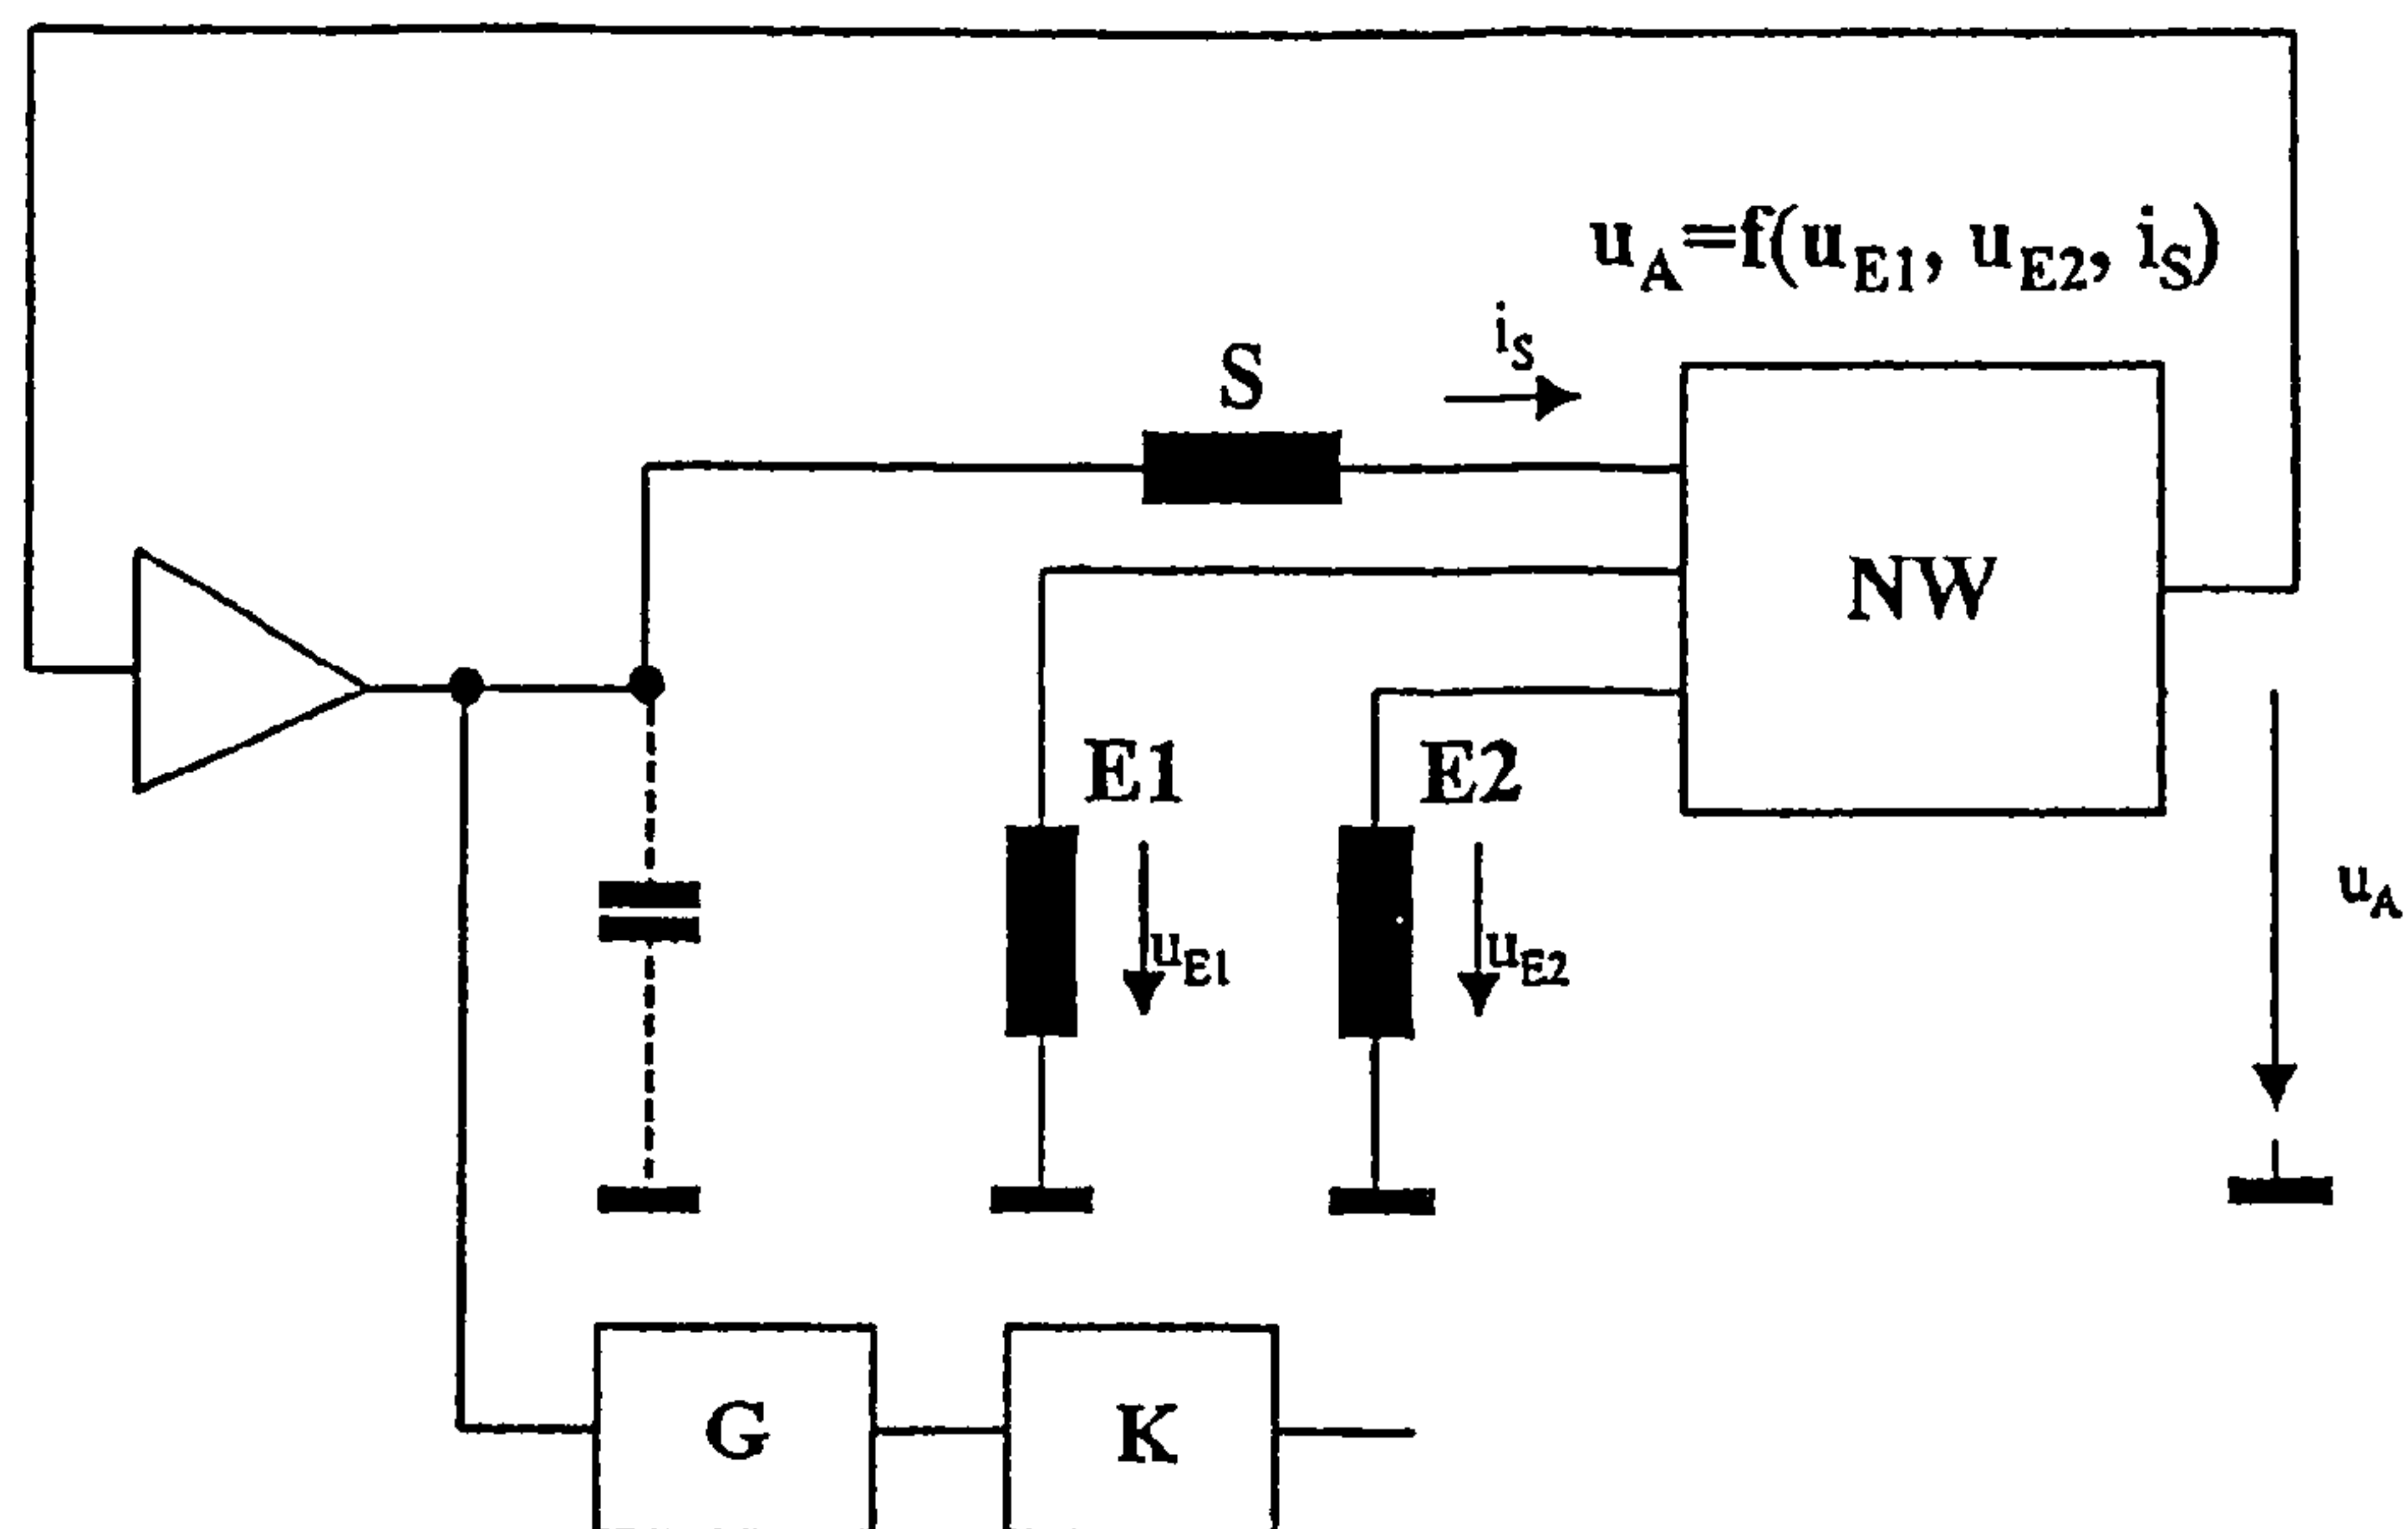 u_A=f(u_E1, u_E2, i_S)
i_S
S
NW
E1
E2
u_A
u_E1
u_E2
G
K